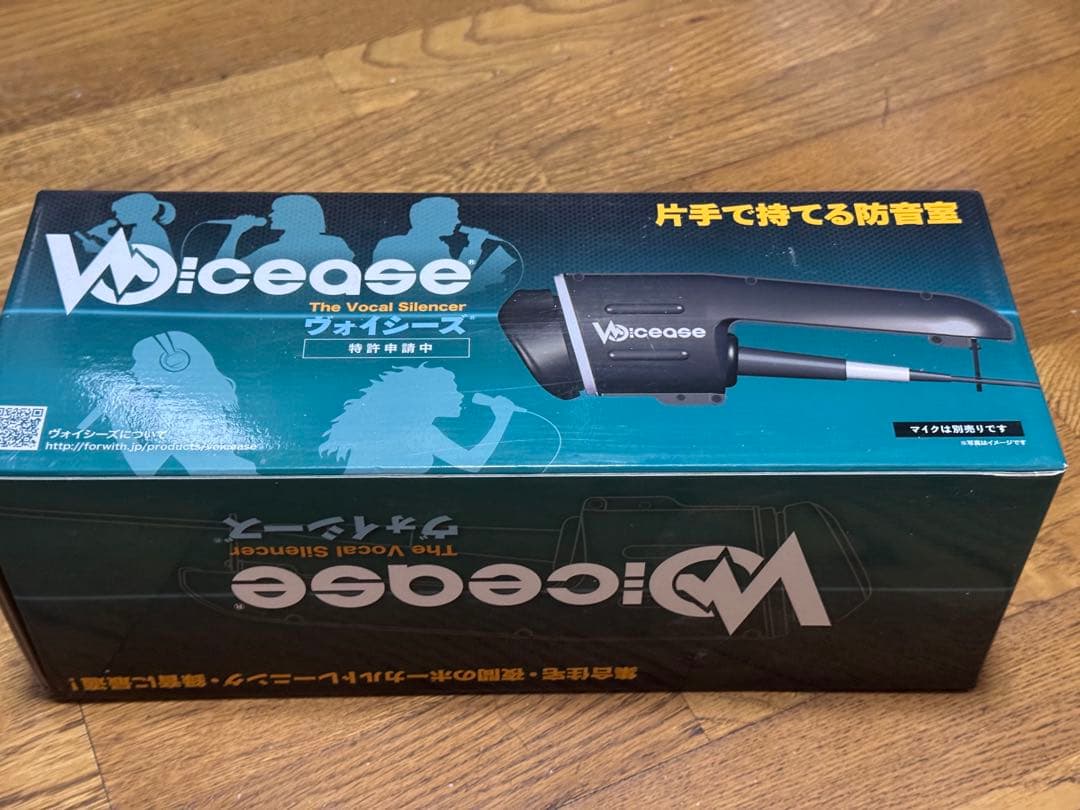 片手で持てる防音室
Voicease®
The Vocal Silencer
ヴォイシーズ®
特許申請中
Voicease
ヴォイシーズについて
http://forwith.jp/products/voicease
マイクは別売りです
※写真はイメージです
ヴォイシーズ®
The Vocal Silencer
Voicease®
集合住宅・夜間のボーカルトレーニング・録音に最適!